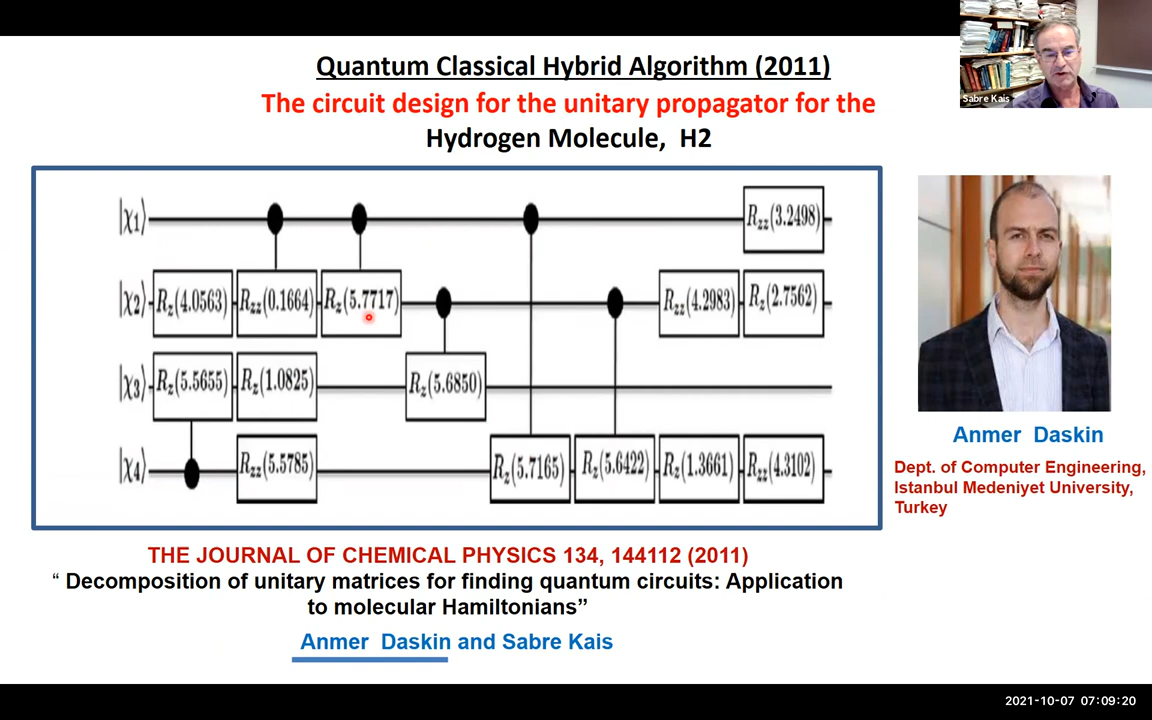 Quantum Classical Hybrid Algorithm (2011)
The circuit design for the unitary propagator for the
Hydrogen Molecule, H2
Sabre Kais
|χ1⟩ Rzz(3.2498)
|χ2⟩ Rz(4.0563) Rzz(0.1664) Rz(5.7717) Rzz(4.2983) Rz(2.7562)
|χ3⟩ Rz(5.5655) Rz(1.0825) Rz(5.6850)
|χ4⟩ Rzz(5.5785) Rz(5.7165) Rz(5.6422) Rz(1.3661) Rzz(4.3102)
Anmer Daskin
Dept. of Computer Engineering,
Istanbul Medeniyet University,
Turkey
THE JOURNAL OF CHEMICAL PHYSICS 134, 144112 (2011)
“ Decomposition of unitary matrices for finding quantum circuits: Application
to molecular Hamiltonians”
Anmer Daskin and Sabre Kais
2021-10-07 07:09:20